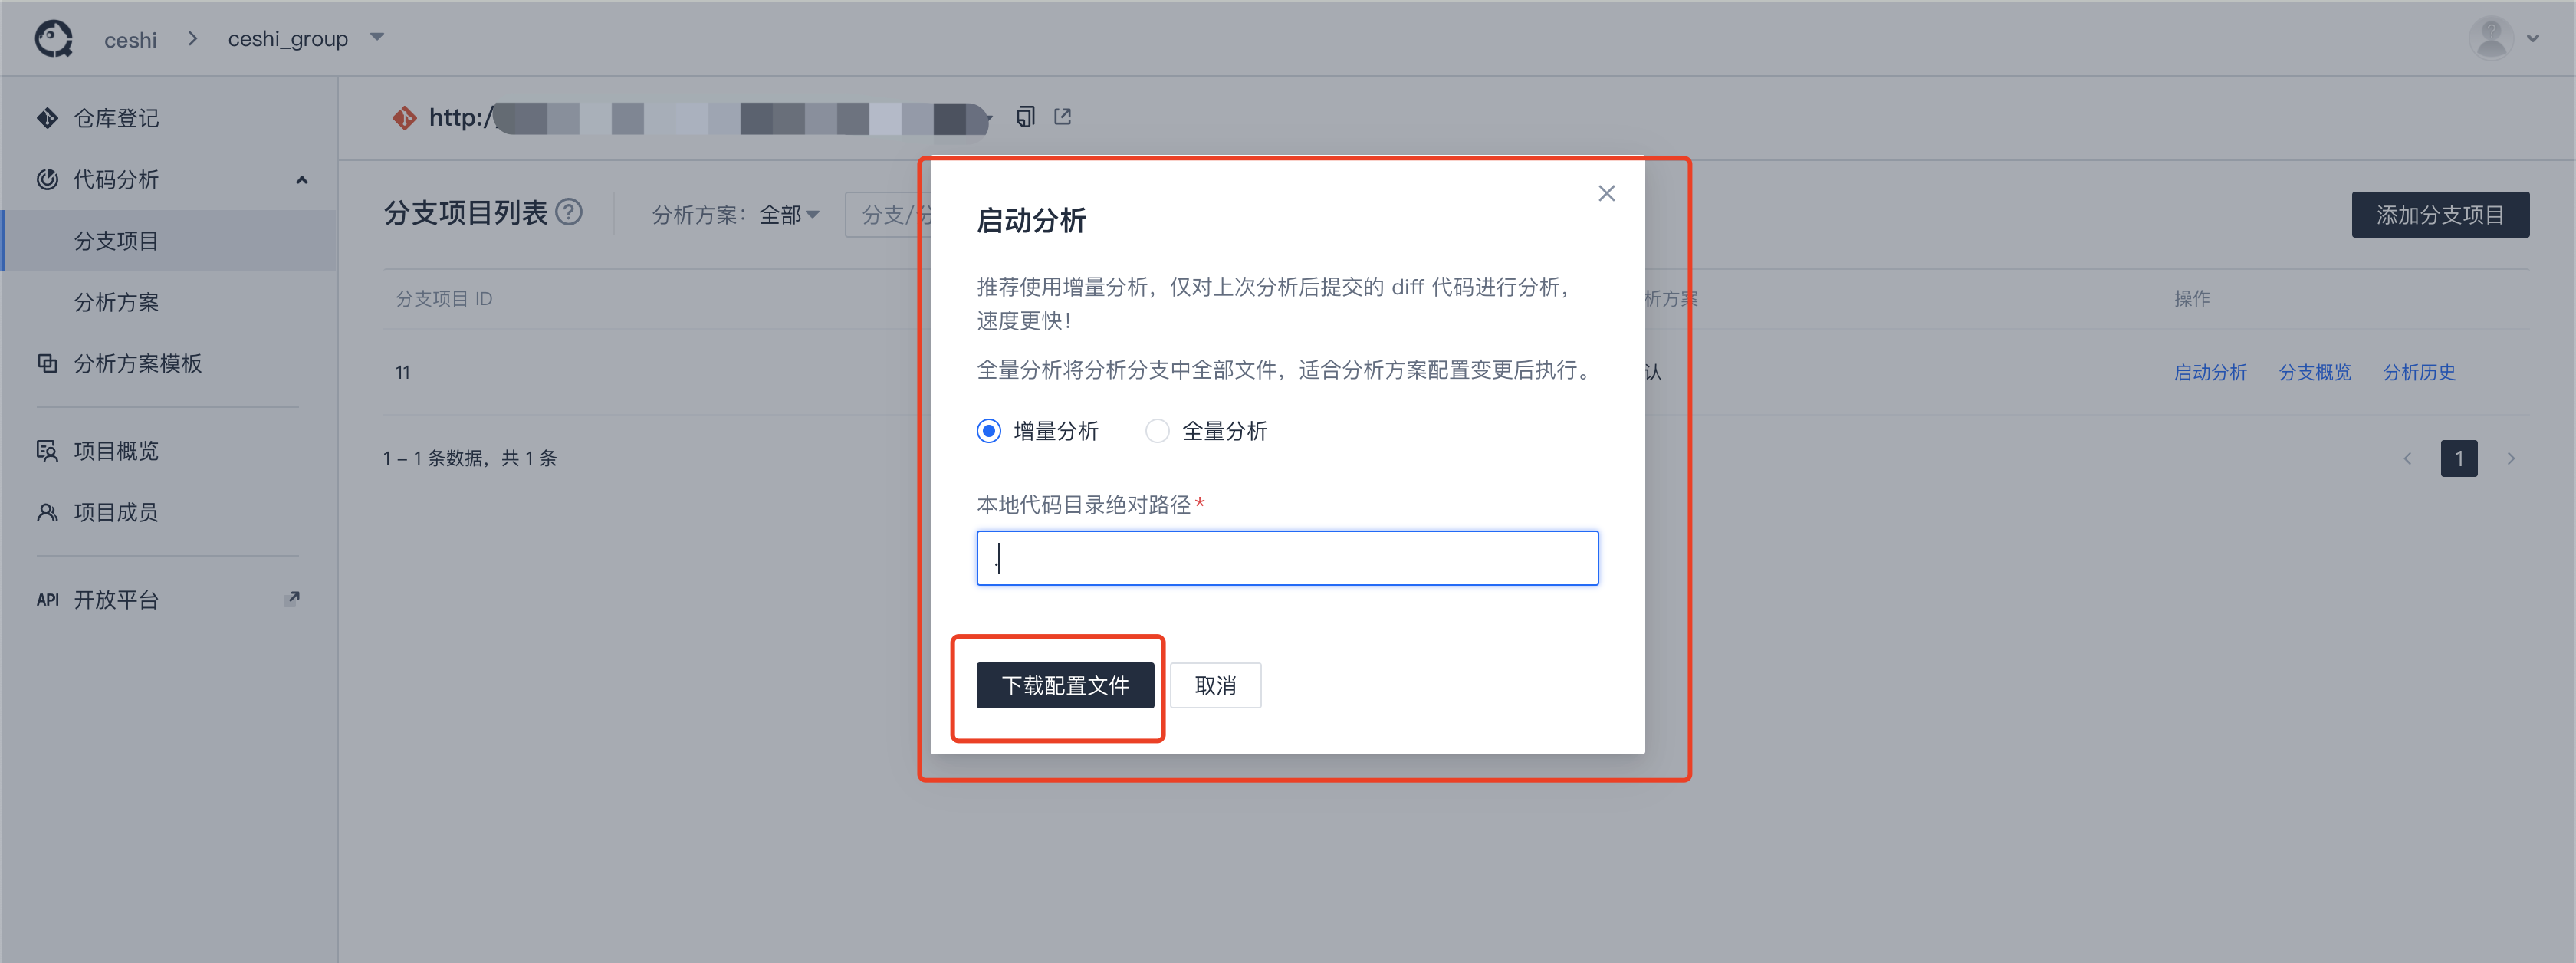 ceshi > ceshi_group
仓库登记
代码分析
分支项目
分析方案
分析方案模板
项目概览
项目成员
API 开放平台
http:/
分支项目列表 ?
分析方案：全部
分支/分
添加分支项目
分支项目 ID
析方案
操作
11
认
启动分析 分支概览 分析历史
1 – 1 条数据，共 1 条
1
启动分析
推荐使用增量分析，仅对上次分析后提交的 diff 代码进行分析，
速度更快！
全量分析将分析分支中全部文件，适合分析方案配置变更后执行。
增量分析 全量分析
本地代码目录绝对路径*
.
下载配置文件 取消